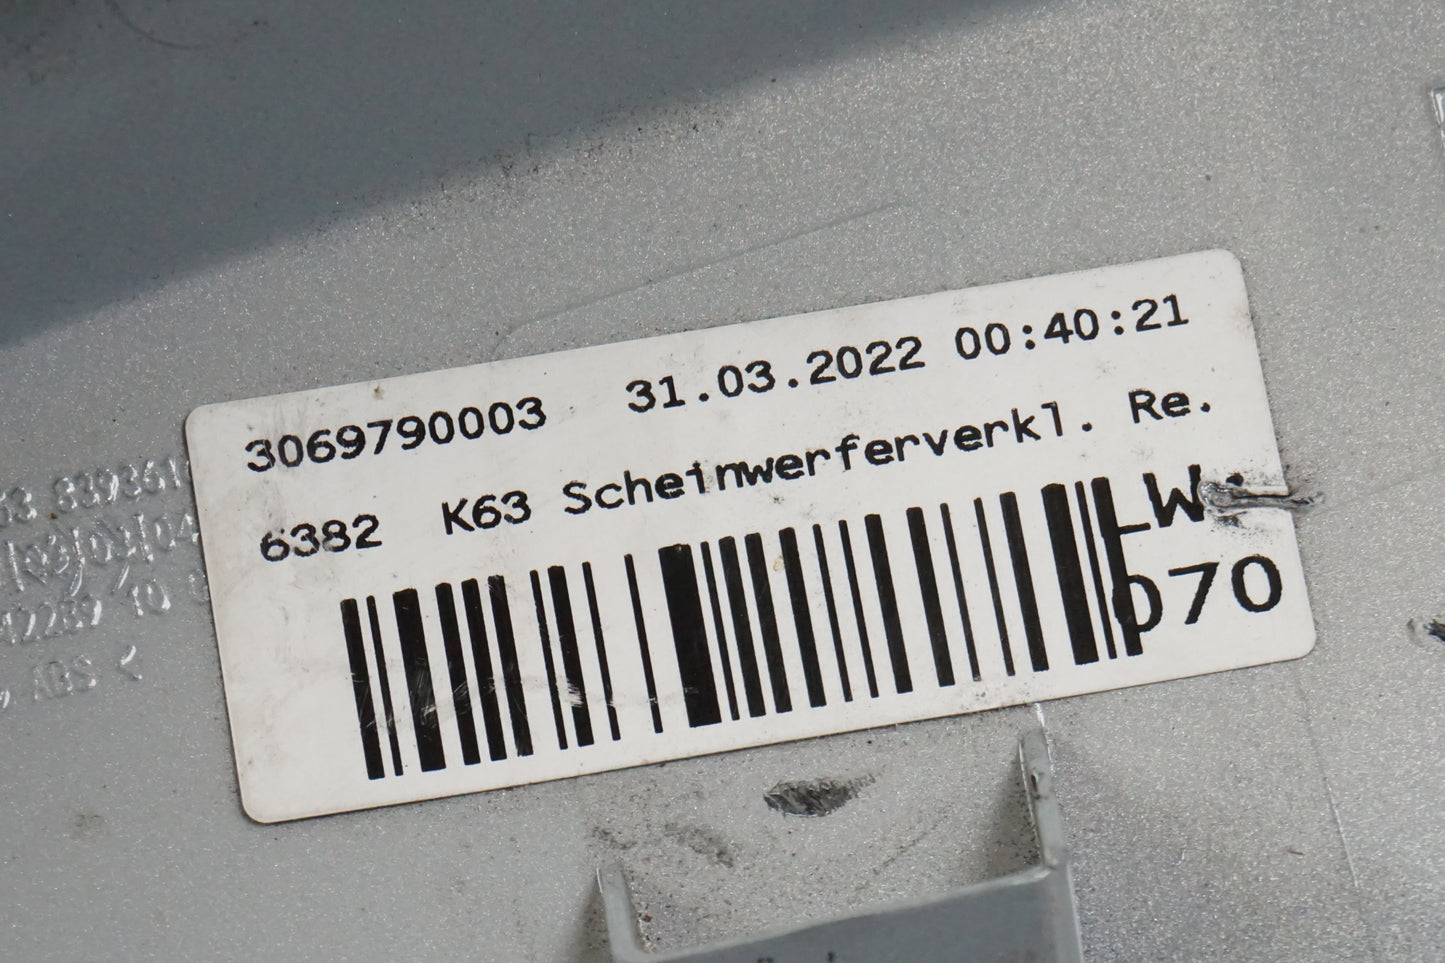 3069790003 31.03.2022 00:40:21
6382 K63 Scheinwerferverkl. Re.
LW:
070